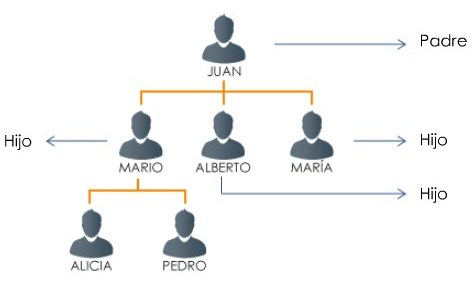 Padre
JUAN
Hijo
MARIO
ALBERTO
MARÍA
Hijo
Hijo
ALICIA
PEDRO